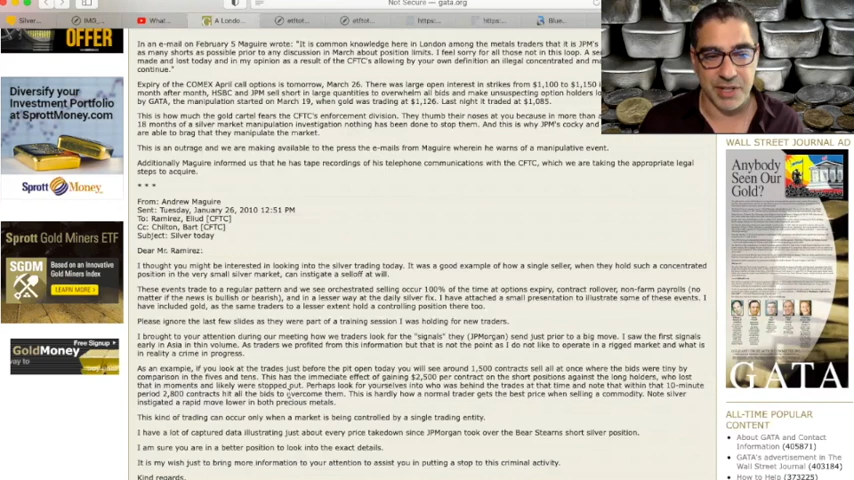 Not Secure — gata.org
Silver...
IMG_
What...
A Londo...
etftst...
etftst...
https:...
https:...
Blue...
OFFER
Diversify your
Investment Portfolio
at SprottMoney.com
Sprott Money
Sprott Gold Miners ETF
SGDM
Based on an Innovative
Gold Miners Index
LEARN MORE
Free Signup
GoldMoney
way to
In an e-mail on February 5 Maguire wrote: "It is common knowledge here in London among the metals traders that it is JPM's
as many shorts as possible prior to any discussion in March about position limits. I feel sorry for all those not in this loop. A
made and lost today and in my opinion as a result of the CFTC's allowing by your own definition an illegal concentrated and
continue."
Expiry of the COMEX April call options is tomorrow, March 26. There was large open interest in strikes from $1,100 to $1,150 i
month after month, HSBC and JPM sell short in large quantities to overwhelm all bids and make unsuspecting option holders
by GATA, the manipulation started on March 19, when gold was trading at $1,126. Last night it traded at $1,085.
This is how much the gold cartel fears the CFTC's enforcement division. They thumb their noses at you because in more than
18 months of a silver market manipulation investigation nothing has been done to stop them. And this is why JPM's cocky and
are able to brag that they manipulate the market.
This is an outrage and we are making available to the press the e-mails from Maguire wherein he warns of a manipulative event.
Additionally Maguire informed us that he has tape recordings of his telephone communications with the CFTC, which we are taking the appropriate legal
steps to acquire.
* * *
From: Andrew Maguire
Sent: Tuesday, January 26, 2010 12:51 PM
To: Ramirez, Eliud [CFTC]
Cc: Chilton, Bart [CFTC]
Subject: Silver today
Dear Mr. Ramirez:
I thought you might be interested in looking into the silver trading today. It was a good example of how a single seller, when they hold such a concentrated
position in the very small silver market, can instigate a selloff at will.
These events trade to a regular pattern and we see orchestrated selling occur 100% of the time at options expiry, contract rollover, non-farm payrolls (no
matter if the news is bullish or bearish), and in a lesser way at the daily silver fix. I have attached a small presentation to illustrate some of these events. I
have included gold, as the same traders to a lesser extent hold a controlling position there too.
Please ignore the last few slides as they were part of a training session I was holding for new traders.
I brought to your attention during our meeting how we traders look for the "signals" they (JPMorgan) send just prior to a big move. I saw the first signals
early in Asia in thin volume. As traders we profited from this information but that is not the point as I do not like to operate in a rigged market and what is
in reality a crime in progress.
As an example, if you look at the trades just before the pit open today you will see around 1,500 contracts sell all at once where the bids were tiny by
comparison in the fives and tens. This has the immediate effect of gaining $2,500 per contract on the short positions against the long holders, who lost
that in moments and likely were stopped out. Perhaps look for yourselves into who was behind the trades at that time and note that within that 10-minute
period 2,800 contracts hit all the bids to overcome them. This is hardly how a normal trader gets the best price when selling a commodity. Note silver
instigated a rapid move lower in both precious metals.
This kind of trading can occur only when a market is being controlled by a single trading entity.
I have a lot of captured data illustrating just about every price takedown since JPMorgan took over the Bear Stearns short silver position.
I am sure you are in a better position to look into the exact details.
It is my wish just to bring more information to your attention to assist you in putting a stop to this criminal activity.
Kind regards,
WALL STREET JOURNAL AD
Anybody
Seen Our
Gold?
GATA
ALL-TIME POPULAR
CONTENT
About GATA and Contact
Information (405871)
GATA's advertisement in The
Wall Street Journal (403184)
How to Help (373225)